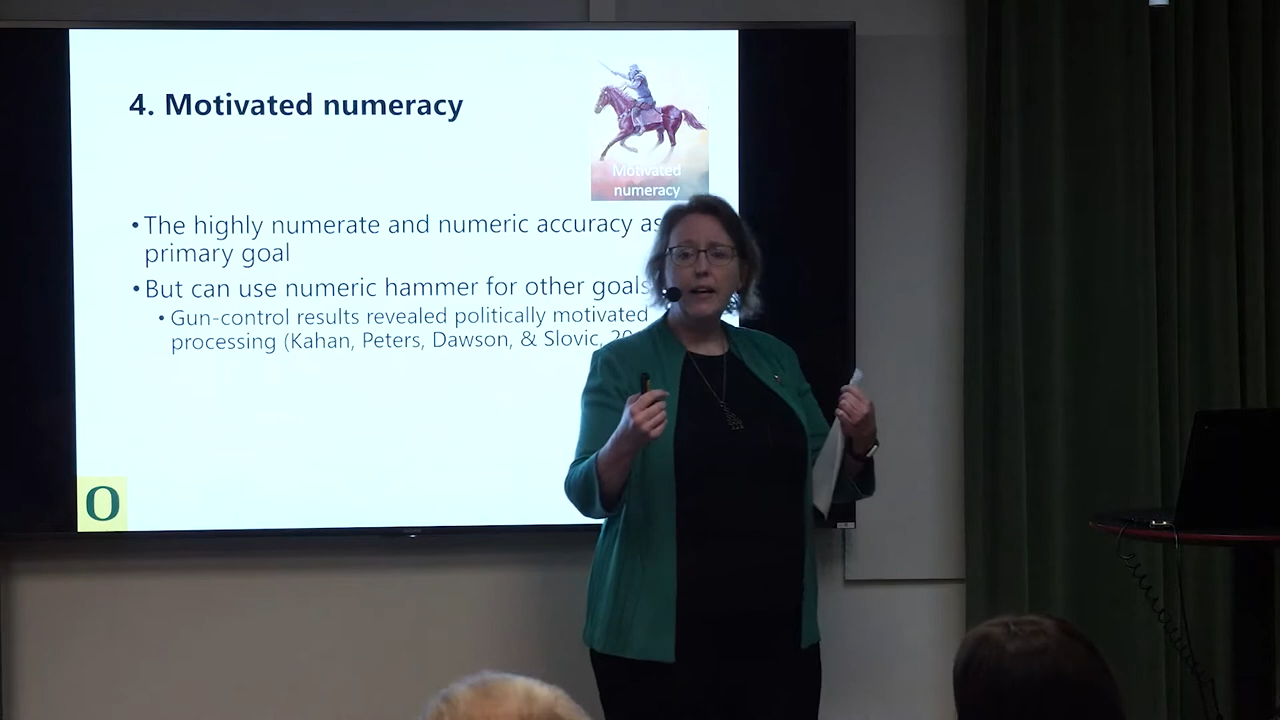 4. Motivated numeracy
Motivated
numeracy
• The highly numerate and numeric accuracy as
primary goal
• But can use numeric hammer for other goals
• Gun-control results revealed politically motivated
processing (Kahan, Peters, Dawson, & Slovic, 20
O